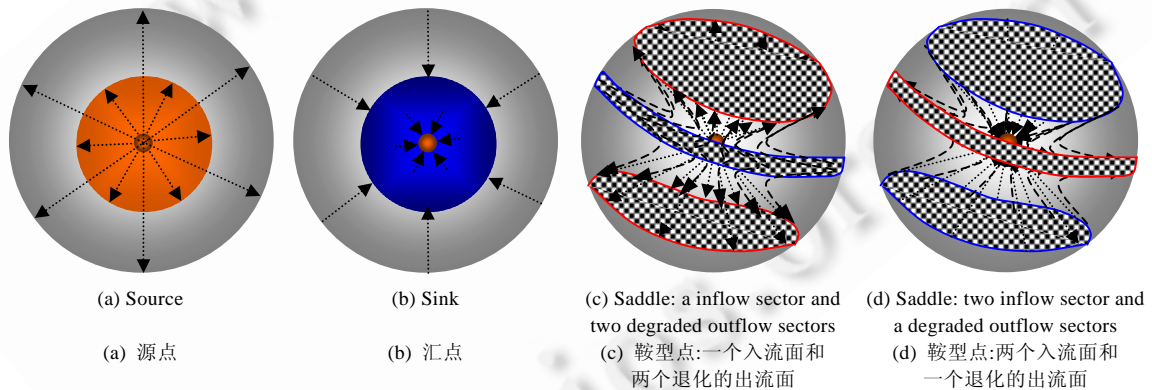 (a) Source
(a) 源点
(b) Sink
(b) 汇点
(c) Saddle: a inflow sector and
two degraded outflow sectors
(c) 鞍型点:一个入流面和
两个退化的出流面
(d) Saddle: two inflow sector and
a degraded outflow sectors
(d) 鞍型点:两个入流面和
一个退化的出流面